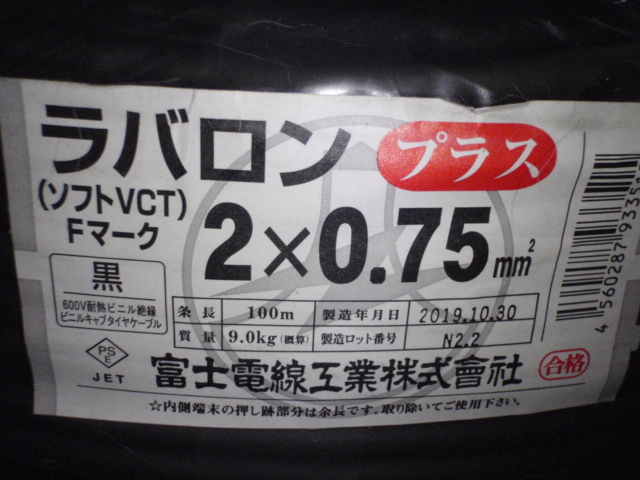 ラバロン プラス
(ソフトVCT)
Fマーク
2×0.75mm²
黒
600V耐熱ビニル絶縁
ビニルキャブタイヤケーブル
条長 100m 製造年月日 2019.10.30
質量 9.0kg(概算) 製造ロット番号 N2.2
PS
E
JET
富士電線工業株式會社
合格
☆内側端末の押し跡部分は余長です。取り除いてご使用下さい。
4 560287 933